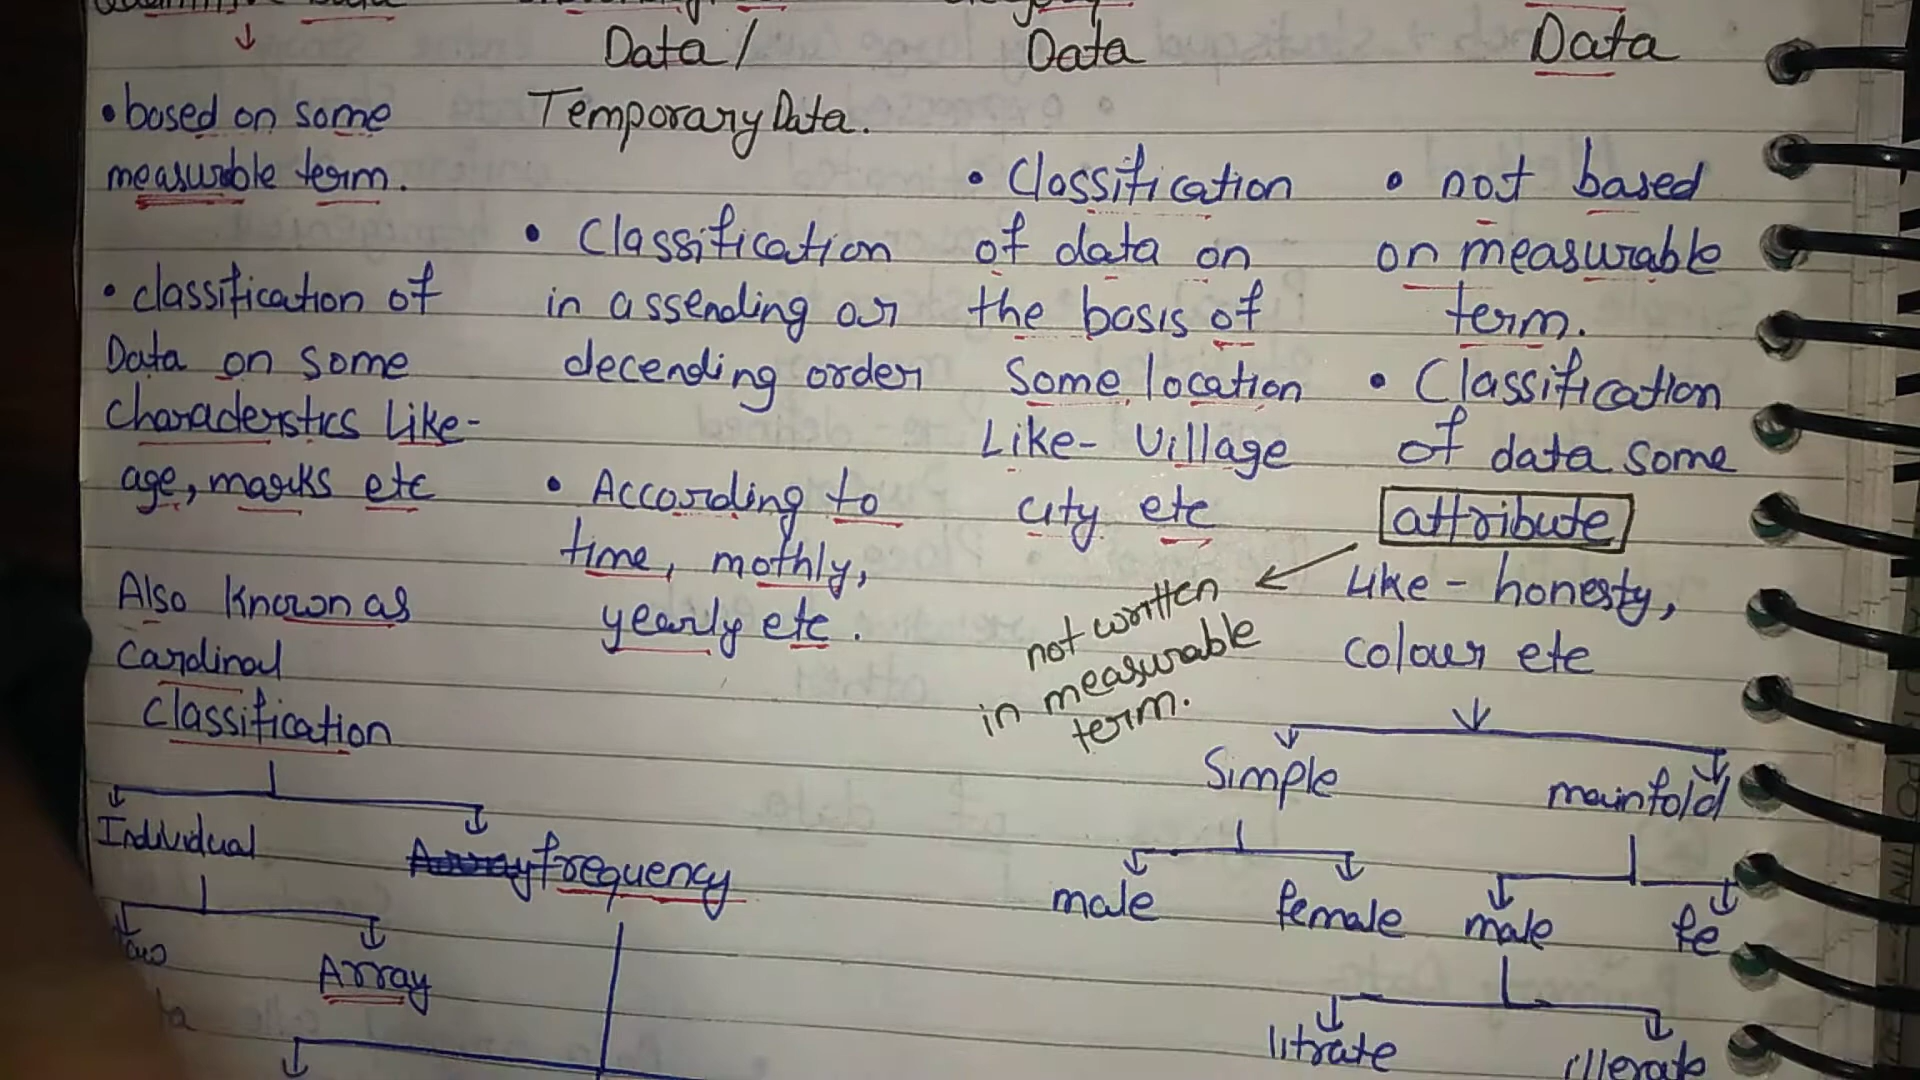 Data /
Temporary Data.
Data
Data
• based on some
measurable term.
• classification of
Data on some
charaderstics like-
age, marks etc
Also known as
cardinal
classification
Individual
frequency
Array
• Classification
in assending or
decending order
• According to
time, mothly,
yearly etc.
• Classification
of data on
the basis of
Some location
Like- Village
city etc
• not based
on measurable
term.
• Classification
of data some
attribute
like - honesty,
colour etc
not written
in measurable
term.
Simple
mainfold
male
female
male
fe
litrate
illerate